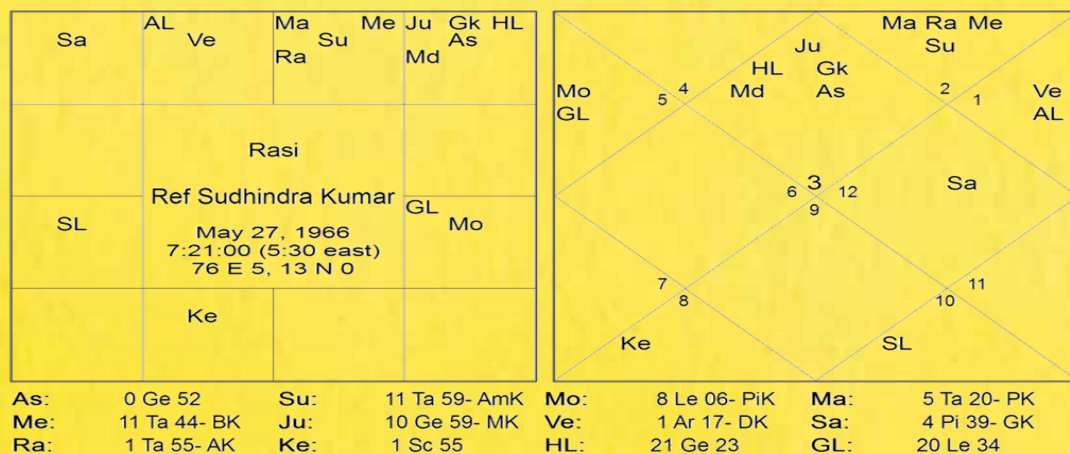 AL Ma Me Ju Gk HL
Sa Ve Su As
Ra Md
Rasi
Ref Sudhindra Kumar
GL
SL May 27, 1966 Mo
7:21:00 (5:30 east)
76 E 5, 13 N 0
Ke
Ma Ra Me
Ju Su
HL Gk
Mo 5 4 Md As 2 1 Ve
GL AL
6 3 12 Sa
9
7 11
8 10
Ke SL
As: 0 Ge 52 Su: 11 Ta 59- AmK Mo: 8 Le 06- PiK Ma: 5 Ta 20- PK
Me: 11 Ta 44- BK Ju: 10 Ge 59- MK Ve: 1 Ar 17- DK Sa: 4 Pi 39- GK
Ra: 1 Ta 55- AK Ke: 1 Sc 55 HL: 21 Ge 23 GL: 20 Le 34